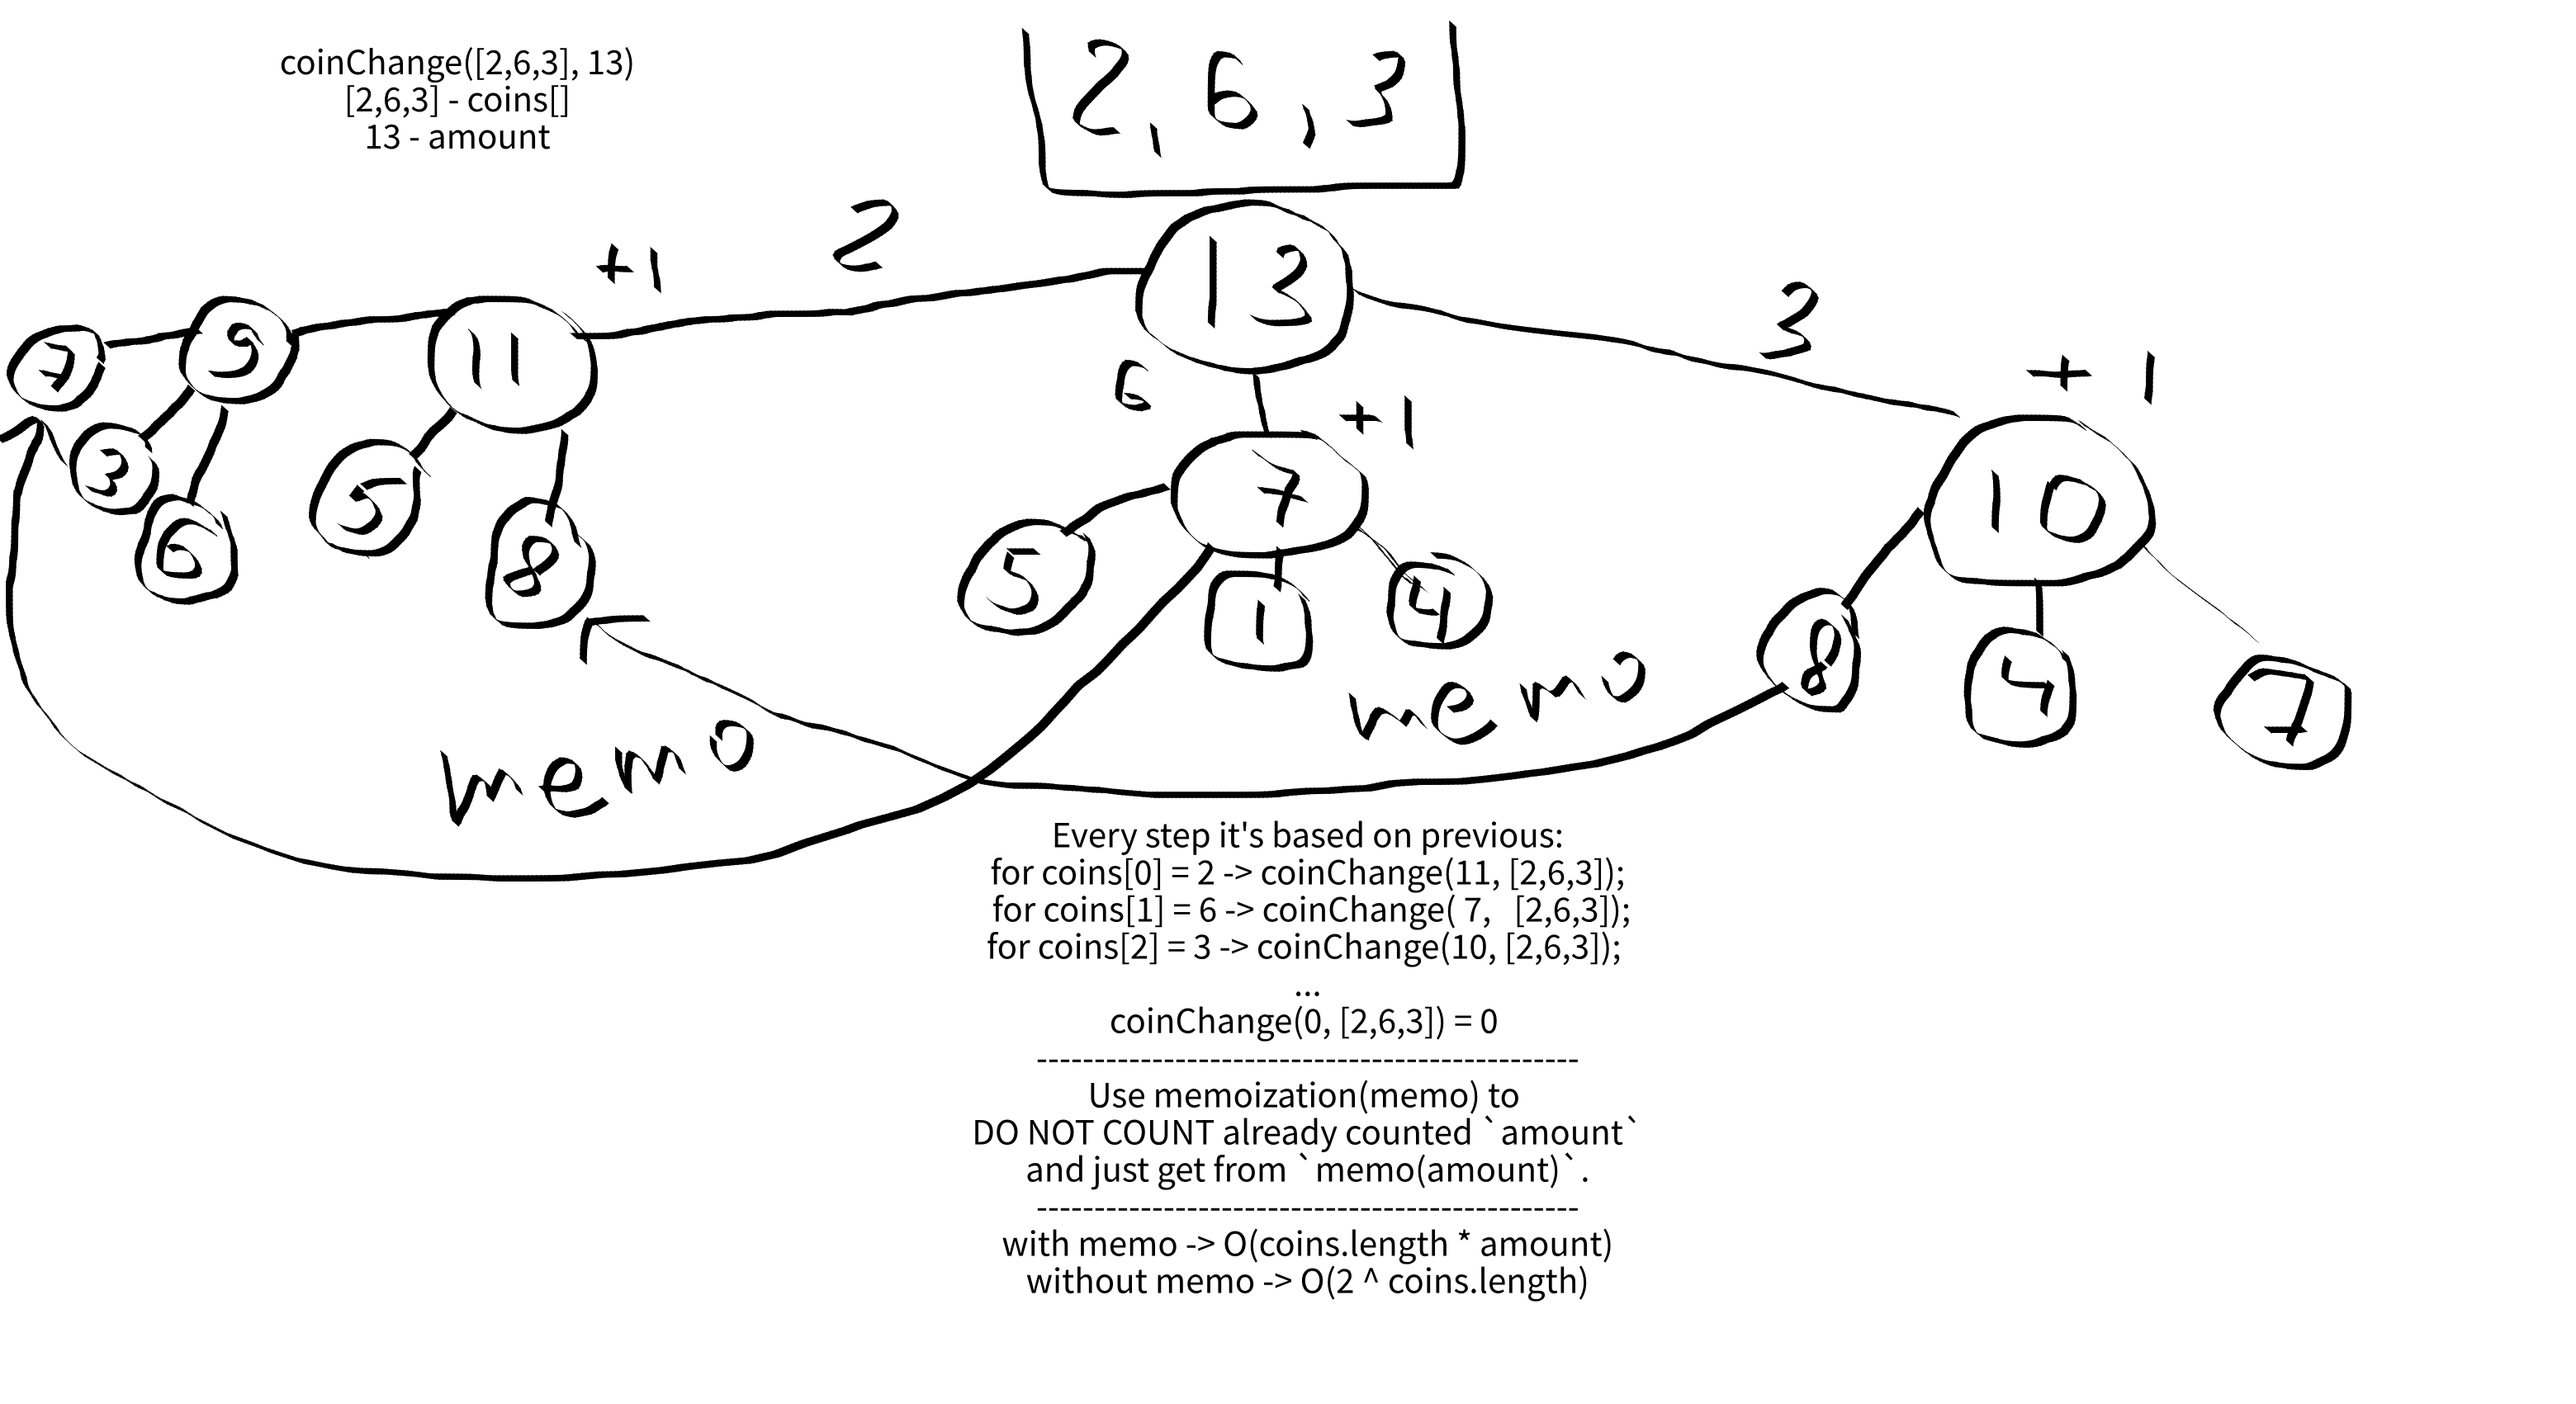 coinChange([2,6,3], 13)
[2,6,3] - coins[]
13 - amount
2, 6, 3
13
2
+1
3
+1
6
+1
7
9
11
3
6
5
8
7
5
1
4
10
8
4
7
memo
memo
Every step it's based on previous:
for coins[0] = 2 -> coinChange(11, [2,6,3]);
for coins[1] = 6 -> coinChange( 7, [2,6,3]);
for coins[2] = 3 -> coinChange(10, [2,6,3]);
...
coinChange(0, [2,6,3]) = 0
----------------------------------------------
Use memoization(memo) to
DO NOT COUNT already counted `amount`
and just get from `memo(amount)`.
----------------------------------------------
with memo -> O(coins.length * amount)
without memo -> O(2 ^ coins.length)